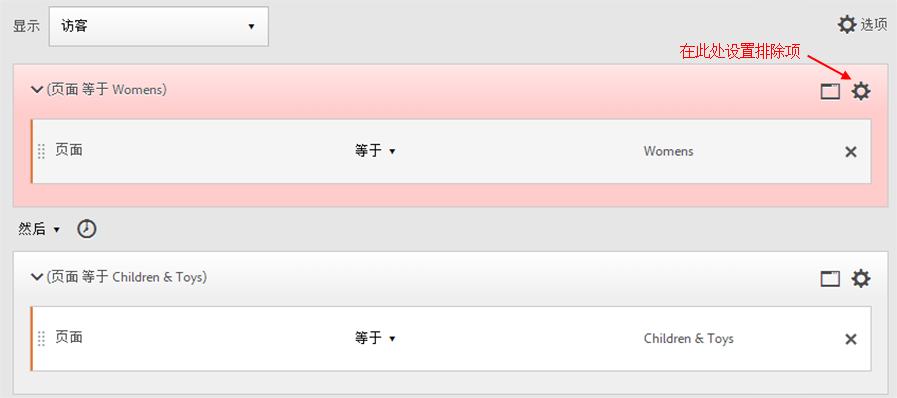 显示 访客 选项
在此处设置排除项
(页面 等于 Womens)
页面 等于 Womens
然后
(页面 等于 Children & Toys)
页面 等于 Children & Toys